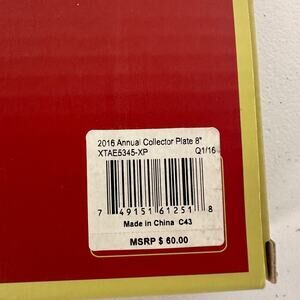 2016 Annual Collector Plate 8"
XTAE5345-XP Q1/16
7 49151 61251 8
Made in China C43
MSRP $ 60.00